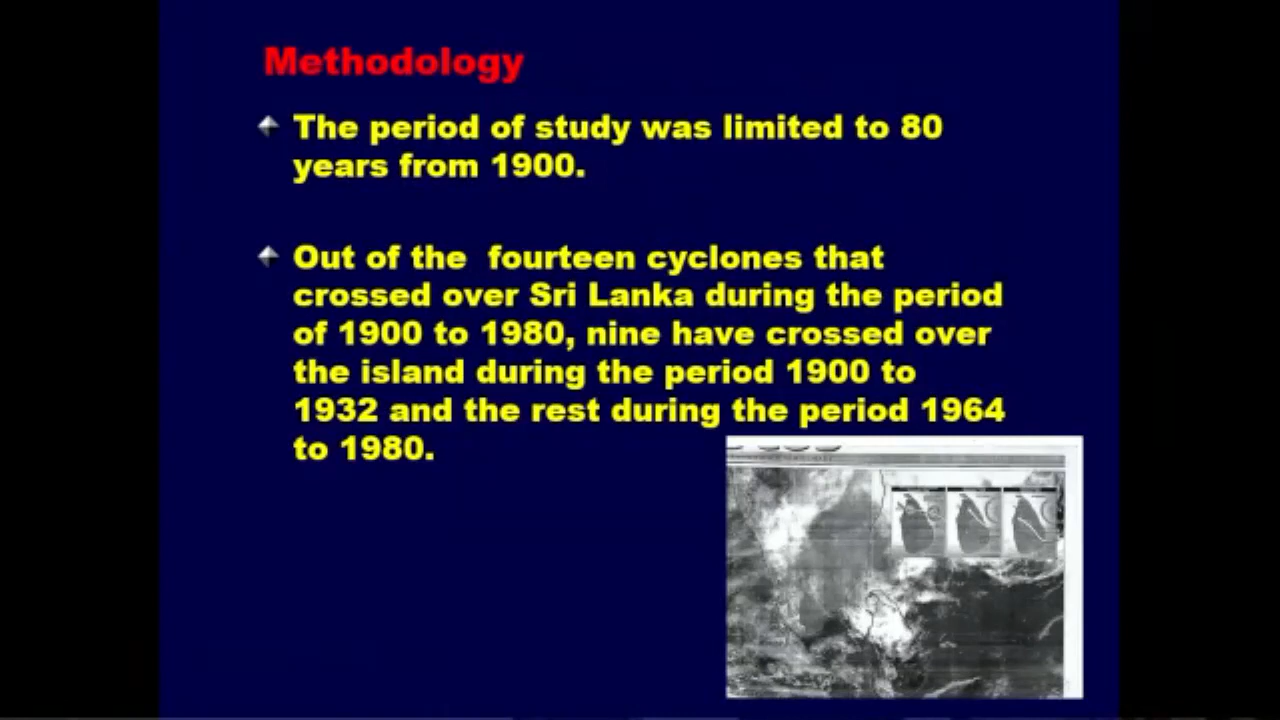 Methodology
The period of study was limited to 80
years from 1900.
Out of the fourteen cyclones that
crossed over Sri Lanka during the period
of 1900 to 1980, nine have crossed over
the island during the period 1900 to
1932 and the rest during the period 1964
to 1980.